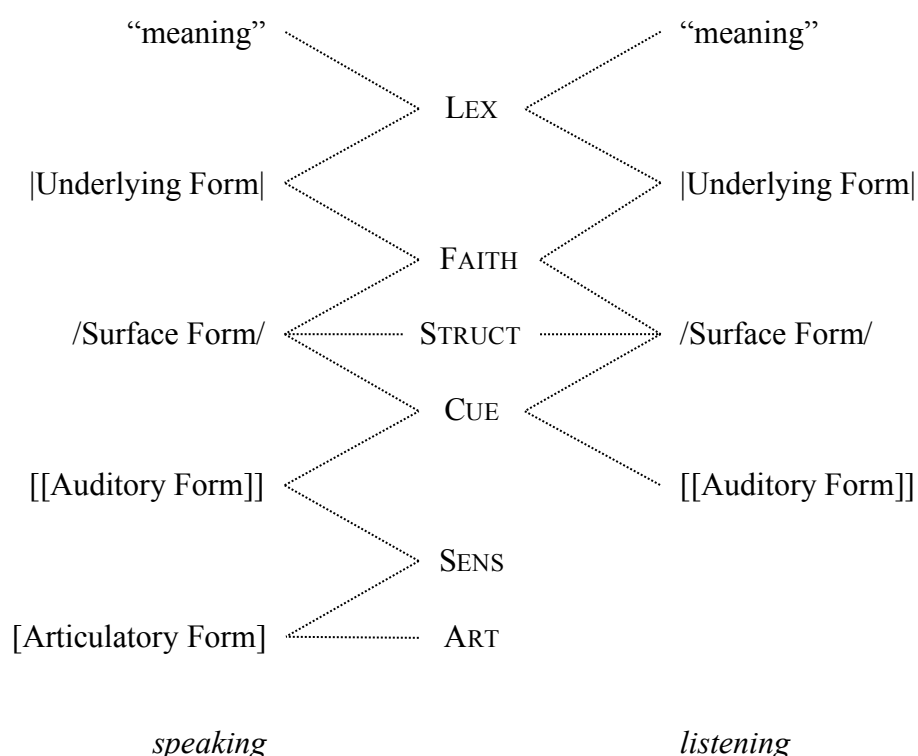 “meaning” “meaning”
LEX
|Underlying Form| |Underlying Form|
FAITH
/Surface Form/ STRUCT /Surface Form/
CUE
[[Auditory Form]] [[Auditory Form]]
SENS
[Articulatory Form] ART
speaking listening